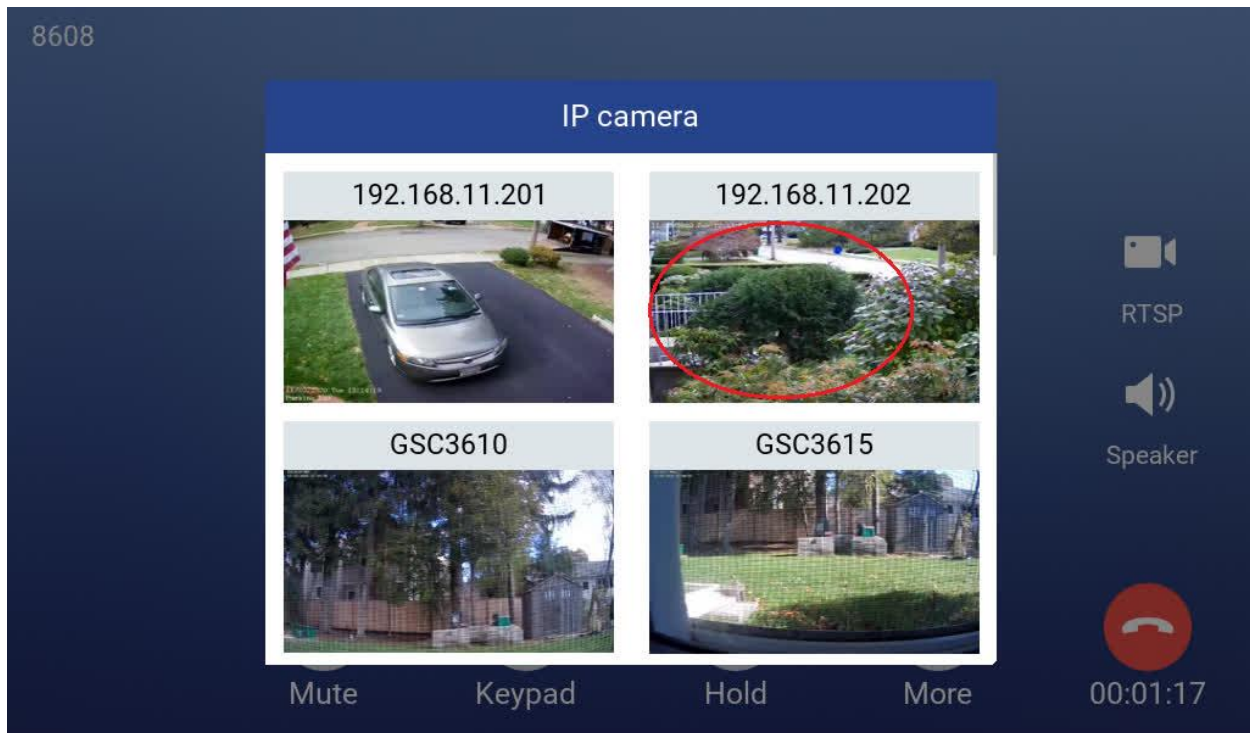 8608
IP camera
192.168.11.201
192.168.11.202
GSC3610
GSC3615
RTSP
Speaker
Mute
Keypad
Hold
More
00:01:17